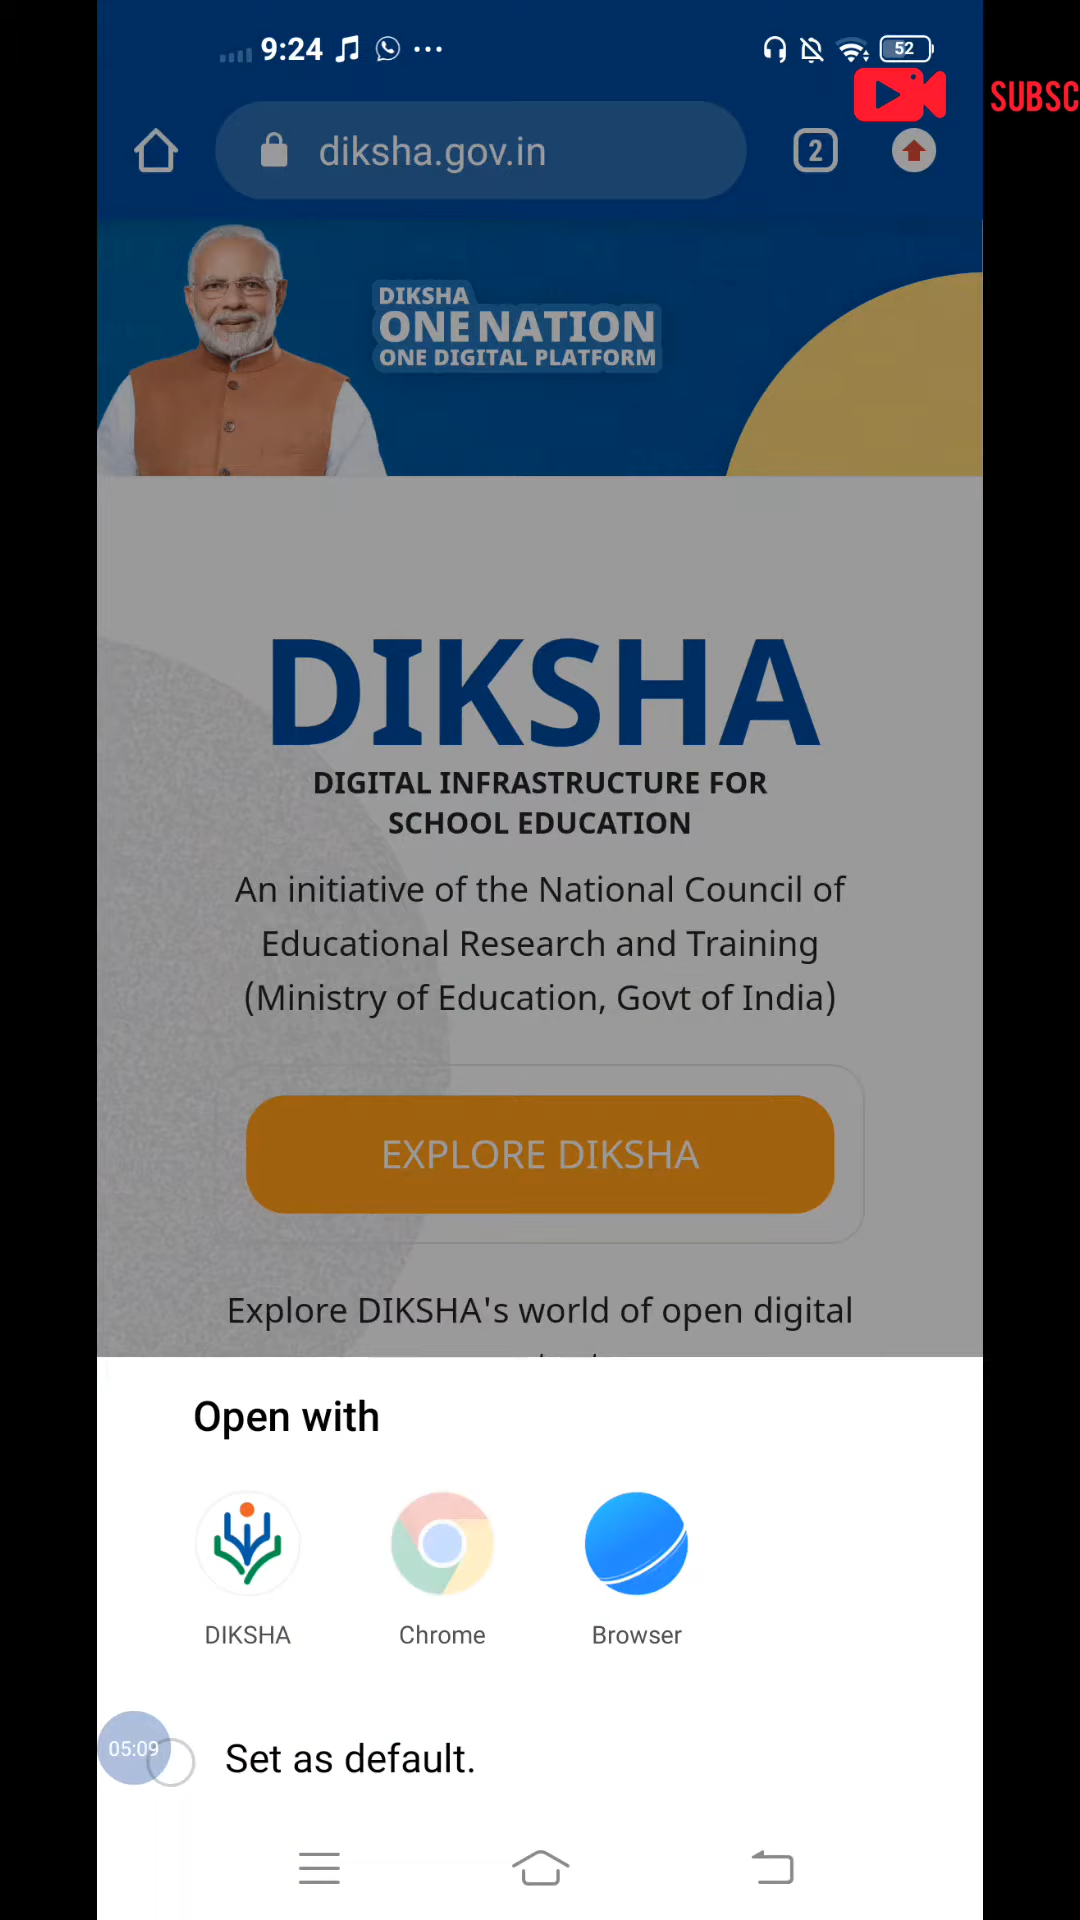 9:24
52
SUBSC
diksha.gov.in
2
DIKSHA
ONE NATION
ONE DIGITAL PLATFORM
DIKSHA
DIGITAL INFRASTRUCTURE FOR
SCHOOL EDUCATION
An initiative of the National Council of
Educational Research and Training
(Ministry of Education, Govt of India)
EXPLORE DIKSHA
Explore DIKSHA's world of open digital
Open with
DIKSHA
Chrome
Browser
05:09
Set as default.